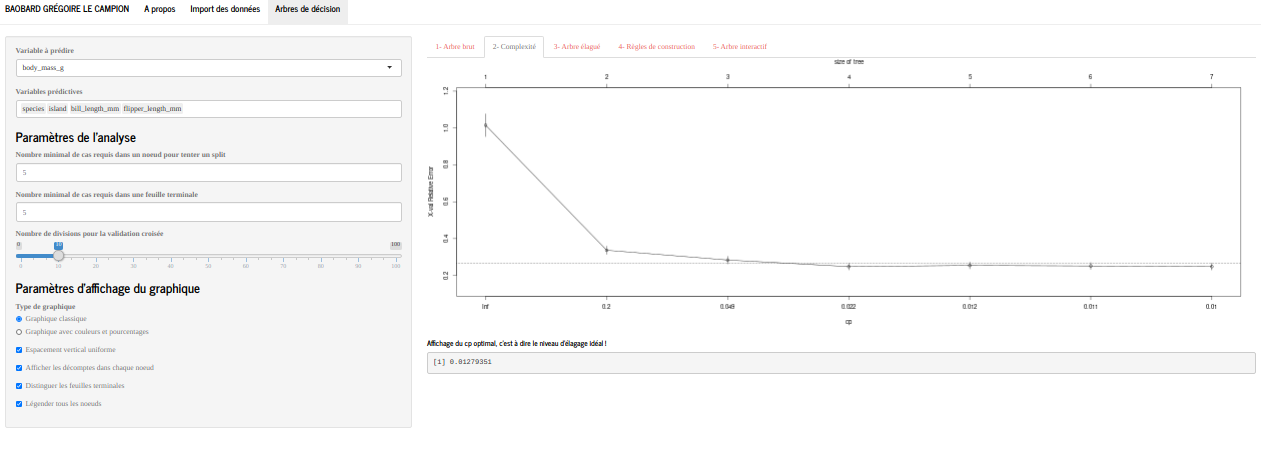 BAOBARD GRÉGOIRE LE CAMPION A propos Import des données Arbres de décision
Variable à prédire
body_mass_g
Variables prédictives
species island bill_length_mm flipper_length_mm
Paramètres de l'analyse
Nombre minimal de cas requis dans un noeud pour tenter un split
5
Nombre minimal de cas requis dans une feuille terminale
5
Nombre de divisions pour la validation croisée
0 10 100
0 10 20 30 40 50 60 70 80 90 100
Paramètres d'affichage du graphique
Type de graphique
Graphique classique
Graphique avec couleurs et pourcentages
Espacement vertical uniforme
Afficher les décomptes dans chaque noeud
Distinguer les feuilles terminales
Légender tous les noeuds
1- Arbre brut 2- Complexité 3- Arbre élagué 4- Règles de construction 5- Arbre interactif
size of tree
1 2 3 4 5 6 7
X-val Relative Error
1.2
1.0
0.8
0.6
0.4
0.2
Inf 0.2 0.049 0.022 0.012 0.011 0.01
cp
Affichage du cp optimal, c'est à dire le niveau d'élagage idéal !
[1] 0.01279351